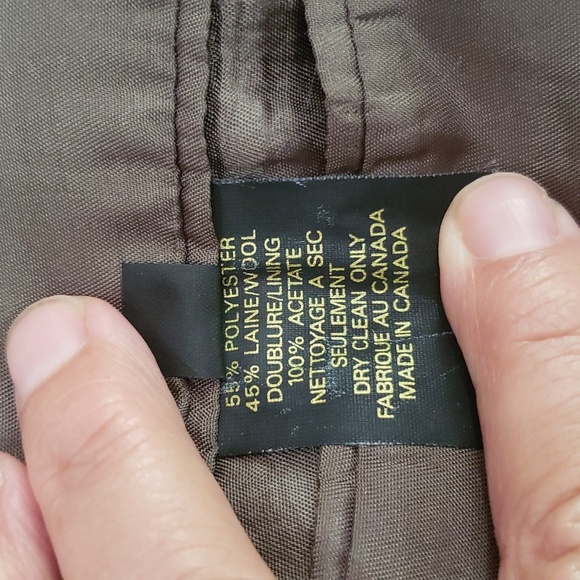 55% POLYESTER
45% LAINE/WOOL
DOUBLURE/LINING
100% ACETATE
NETTOYAGE A SEC
SEULEMENT
DRY CLEAN ONLY
FABRIQUE AU CANADA
MADE IN CANADA